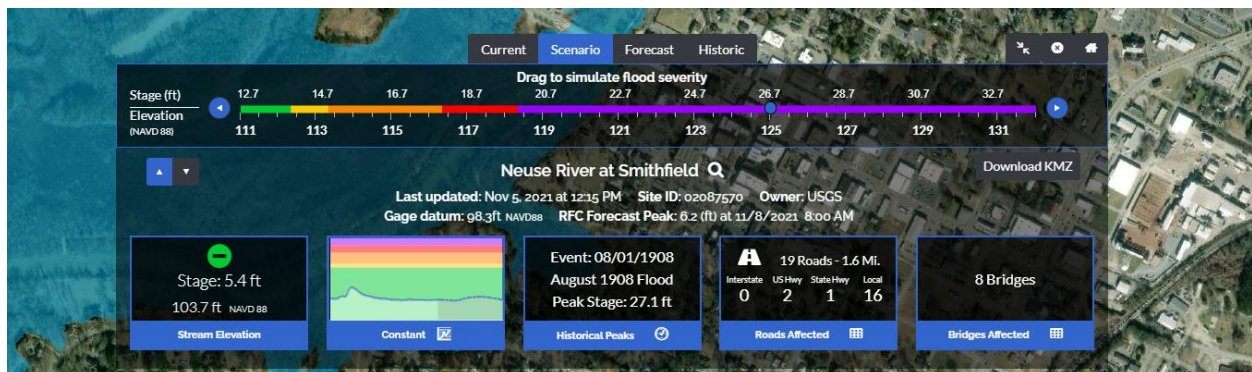 Current Scenario Forecast Historic
Drag to simulate flood severity
Stage (ft) 12.7 14.7 16.7 18.7 20.7 22.7 24.7 26.7 28.7 30.7 32.7
Elevation
(NAVD 88) 111 113 115 117 119 121 123 125 127 129 131
Neuse River at Smithfield
Download KMZ
Last updated: Nov 5, 2021 at 12:15 PM Site ID: 02087570 Owner: USGS
Gage datum: 98.3ft NAVD88 RFC Forecast Peak: 6.2 (ft) at 11/8/2021 8:00 AM
Stage: 5.4 ft
103.7 ft NAVD 88
Stream Elevation
Constant
Event: 08/01/1908
August 1908 Flood
Peak Stage: 27.1 ft
Historical Peaks
19 Roads - 1.6 Mi.
Interstate US Hwy State Hwy Local
0 2 1 16
Roads Affected
8 Bridges
Bridges Affected